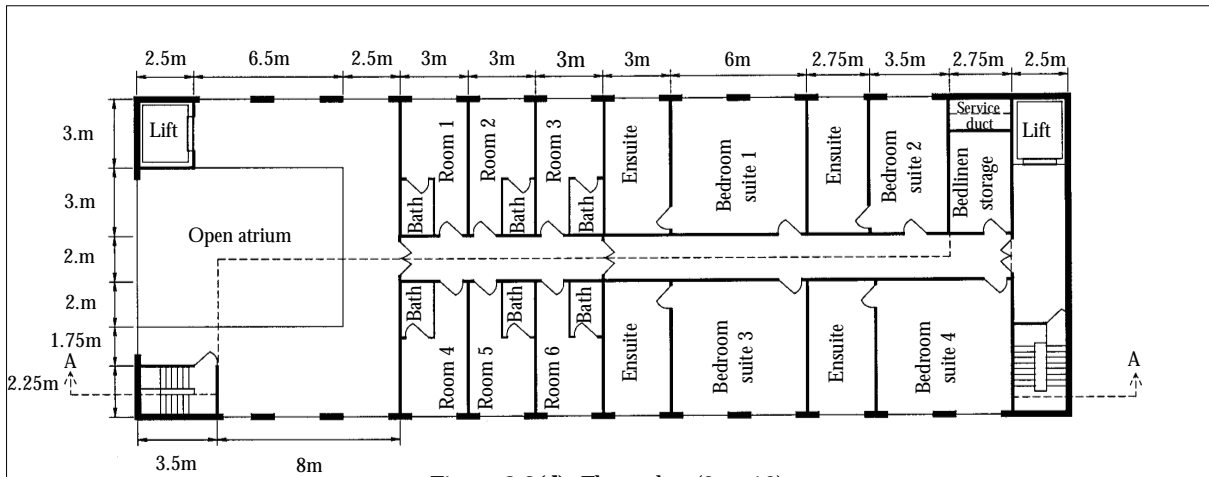 2.5m 6.5m 2.5m 3m 3m 3m 3m 6m 2.75m 3.5m 2.75m 2.5m
3.m
3.m
2.m
2.m
1.75m
2.25m
A
Lift
Open atrium
Room 1
Bath
Room 2
Bath
Room 3
Bath
Ensuite
Bedroom
suite 1
Ensuite
Bedroom
suite 2
Service
duct
Bedlinen
storage
Lift
Bath
Room 4
Room 5
Bath
Room 6
Bath
Ensuite
Bedroom
suite 3
Ensuite
Bedroom
suite 4
A
3.5m 8m